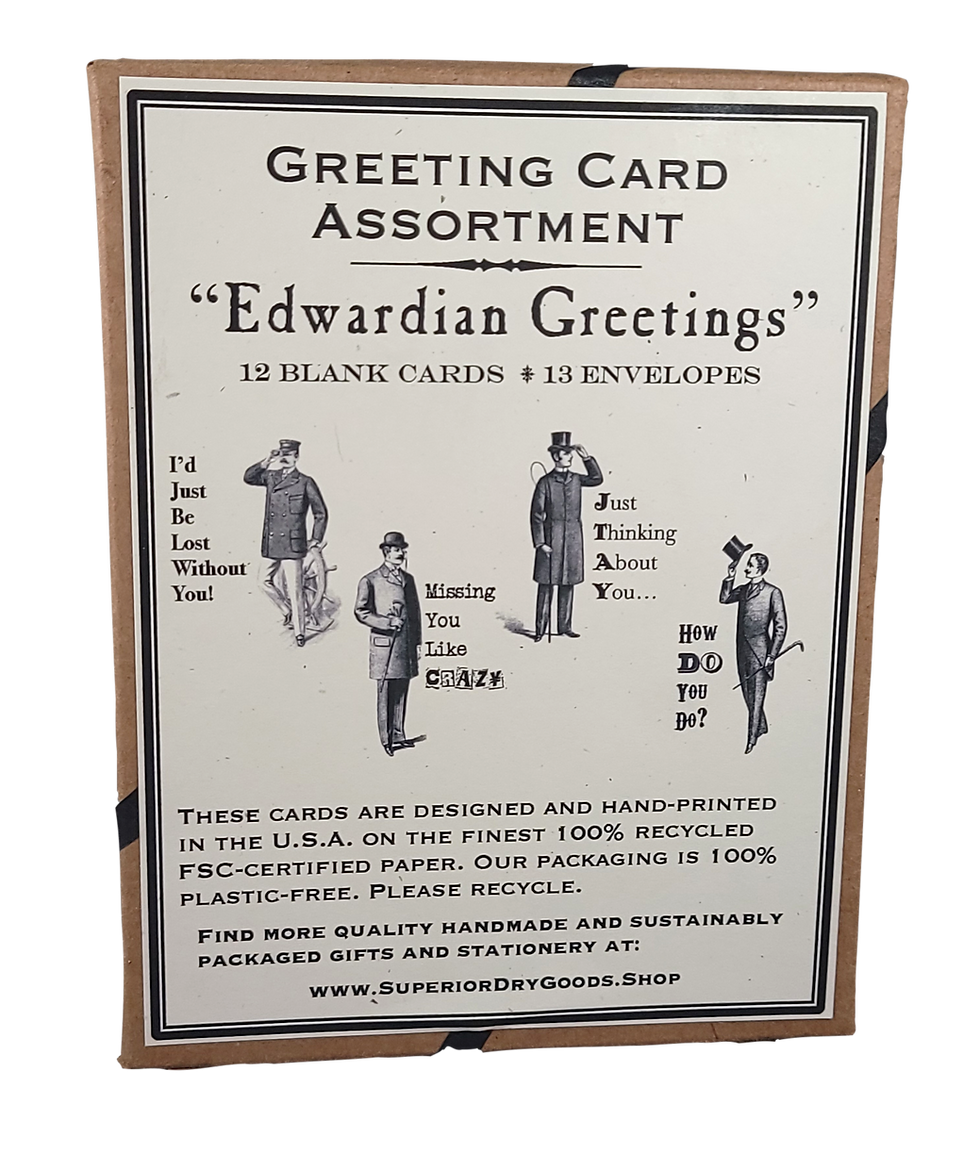 GREETING CARD
ASSORTMENT
“Edwardian Greetings”
12 BLANK CARDS ⁕ 13 ENVELOPES
I’d
Just
Be
Lost
Without
You!
Missing
You
Like
CRAZY
Just
Thinking
About
You...
HOW
DO
YOU
DO?
THESE CARDS ARE DESIGNED AND HAND-PRINTED
IN THE U.S.A. ON THE FINEST 100% RECYCLED
FSC-CERTIFIED PAPER. OUR PACKAGING IS 100%
PLASTIC-FREE. PLEASE RECYCLE.
FIND MORE QUALITY HANDMADE AND SUSTAINABLY
PACKAGED GIFTS AND STATIONERY AT:
WWW.SUPERIORDRYGOODS.SHOP